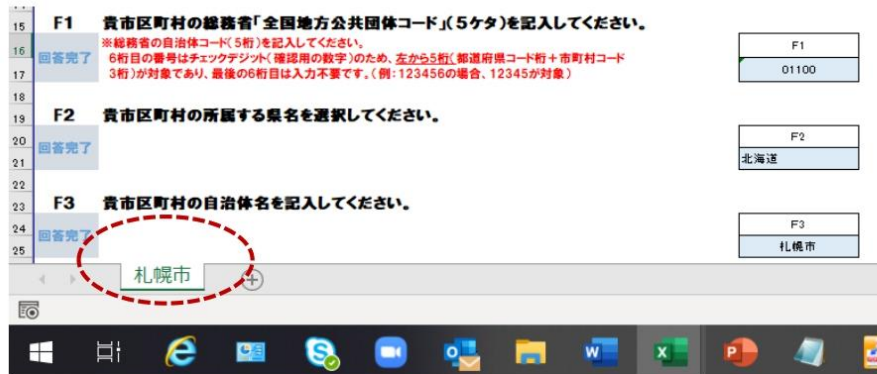 15 F1 貴市区町村の総務省「全国地方公共団体コード」(5ケタ)を記入してください。
16 回答完了 ※総務省の自治体コード(5桁)を記入してください。 F1
6桁目の番号はチェックデジット(確認用の数字)のため、左から5桁(都道府県コード桁+市町村コード
17 3桁)が対象であり、最後の6桁目は入力不要です。(例:123456の場合、12345が対象) 01100
18
19 F2 貴市区町村の所属する県名を選択してください。
20 回答完了 F2
21 北海道
22
23 F3 貴市区町村の自治体名を記入してください。
24 回答完了 F3
25 札幌市
札幌市